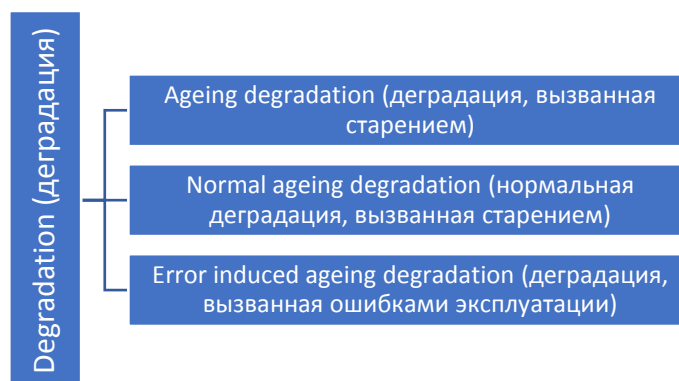 Degradation (деградация)
Ageing degradation (деградация, вызванная
старением)
Normal ageing degradation (нормальная
деградация, вызванная старением)
Error induced ageing degradation (деградация,
вызванная ошибками эксплуатации)